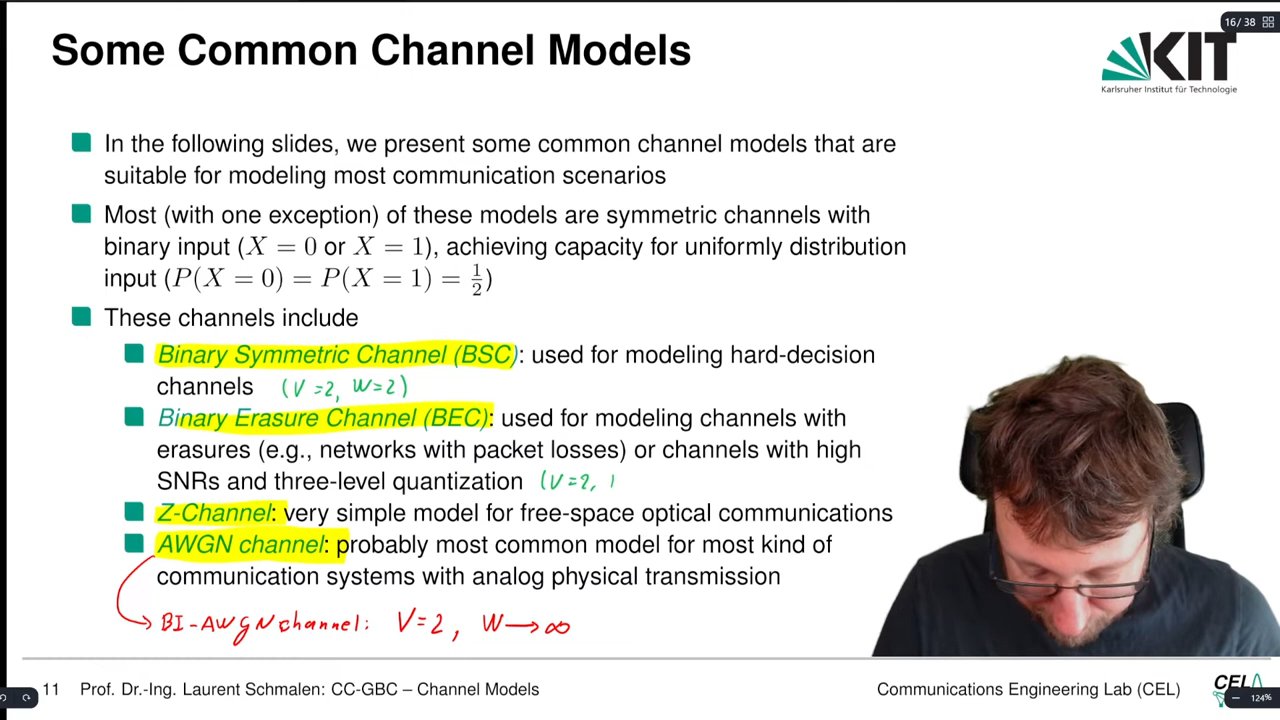 16/38
Some Common Channel Models
KIT
Karlsruher Institut für Technologie
In the following slides, we present some common channel models that are
suitable for modeling most communication scenarios
Most (with one exception) of these models are symmetric channels with
binary input (X = 0 or X = 1), achieving capacity for uniformly distribution
input (P(X = 0) = P(X = 1) = 1/2)
These channels include
Binary Symmetric Channel (BSC): used for modeling hard-decision
channels (V=2, W=2)
Binary Erasure Channel (BEC): used for modeling channels with
erasures (e.g., networks with packet losses) or channels with high
SNRs and three-level quantization (V=2,
Z-Channel: very simple model for free-space optical communications
AWGN channel: probably most common model for most kind of
communication systems with analog physical transmission
BI-AWGN channel: V=2, W→∞
11 Prof. Dr.-Ing. Laurent Schmalen: CC-GBC – Channel Models
Communications Engineering Lab (CEL)
CEL
124%